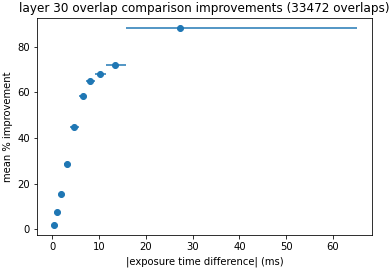 layer 30 overlap comparison improvements (33472 overlaps)
80
60
40
20
0
mean % improvement
0 10 20 30 40 50 60
|exposure time difference| (ms)